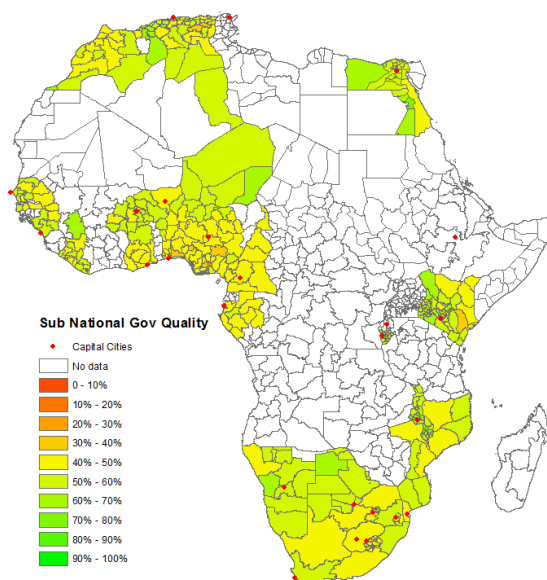 Sub National Gov Quality
Capital Cities
No data
0 - 10%
10% - 20%
20% - 30%
30% - 40%
40% - 50%
50% - 60%
60% - 70%
70% - 80%
80% - 90%
90% - 100%